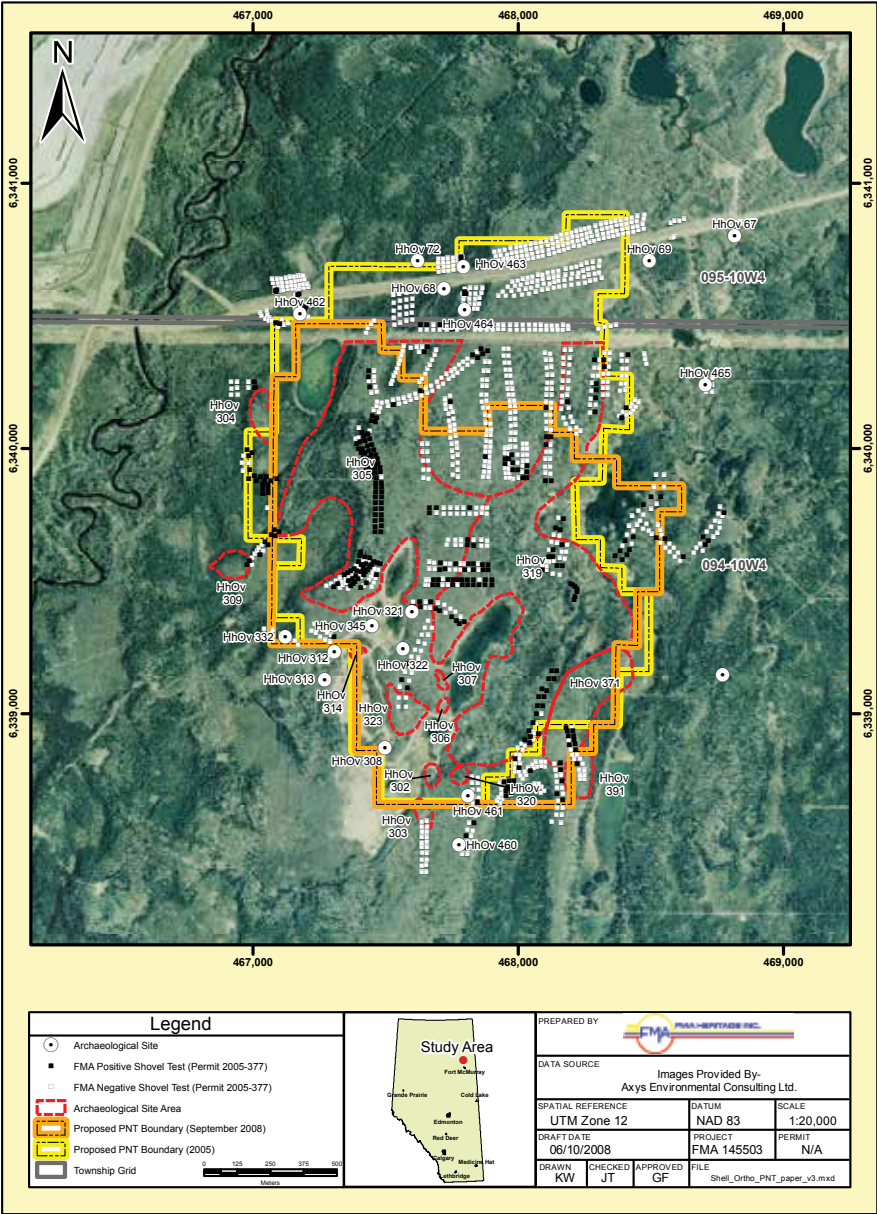 467,000
468,000
469,000
N
6,341,000
6,341,000
HhOv 67
HhOv 72
HhOv 463
HhOv 69
095-10W4
HhOv 68
HhOv 462
HhOv 464
HhOv 465
HhOv
304
6,340,000
6,340,000
HhOv
305
HhOv
319
094-10W4
HhOv
309
HhOv 321
HhOv 345
HhOv 332
HhOv 312
HhOv 322
HhOv
307
HhOv 313
HhOv 371
HhOv
314
HhOv
323
6,339,000
6,339,000
HhOv
306
HhOv 308
HhOv
302
HhOv
320
HhOv
391
HhOv 461
HhOv
303
HhOv 460
467,000
468,000
469,000
Legend
Archaeological Site
FMA Positive Shovel Test (Permit 2005-377)
FMA Negative Shovel Test (Permit 2005-377)
Archaeological Site Area
Proposed PNT Boundary (September 2008)
Proposed PNT Boundary (2005)
Township Grid
0 125 250 375 500
Meters
Study Area
Fort McMurray
Grande Prairie
Cold Lake
Edmonton
Red Deer
Calgary
Medicine Hat
Lethbridge
PREPARED BY
FMA FMA HERITAGE INC.
DATA SOURCE
Images Provided By-
Axys Environmental Consulting Ltd.
SPATIAL REFERENCE
UTM Zone 12
DATUM
NAD 83
SCALE
1:20,000
DRAFT DATE
06/10/2008
PROJECT
FMA 145503
PERMIT
N/A
DRAWN
KW
CHECKED
JT
APPROVED
GF
FILE
Shell_Ortho_PNT_paper_v3.mxd